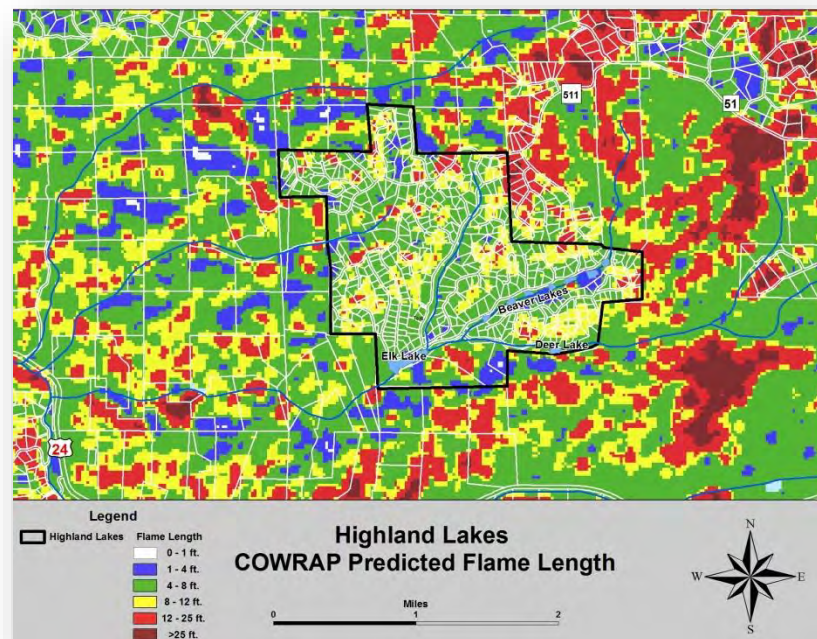 511
51
Beaver Lakes
Elk Lake
Deer Lake
24
Legend
Highland Lakes
Flame Length
0 - 1 ft.
1 - 4 ft.
4 - 8 ft.
8 - 12 ft.
12 - 25 ft.
>25 ft.
Highland Lakes
COWRAP Predicted Flame Length
Miles
0 1 2
N
W E
S